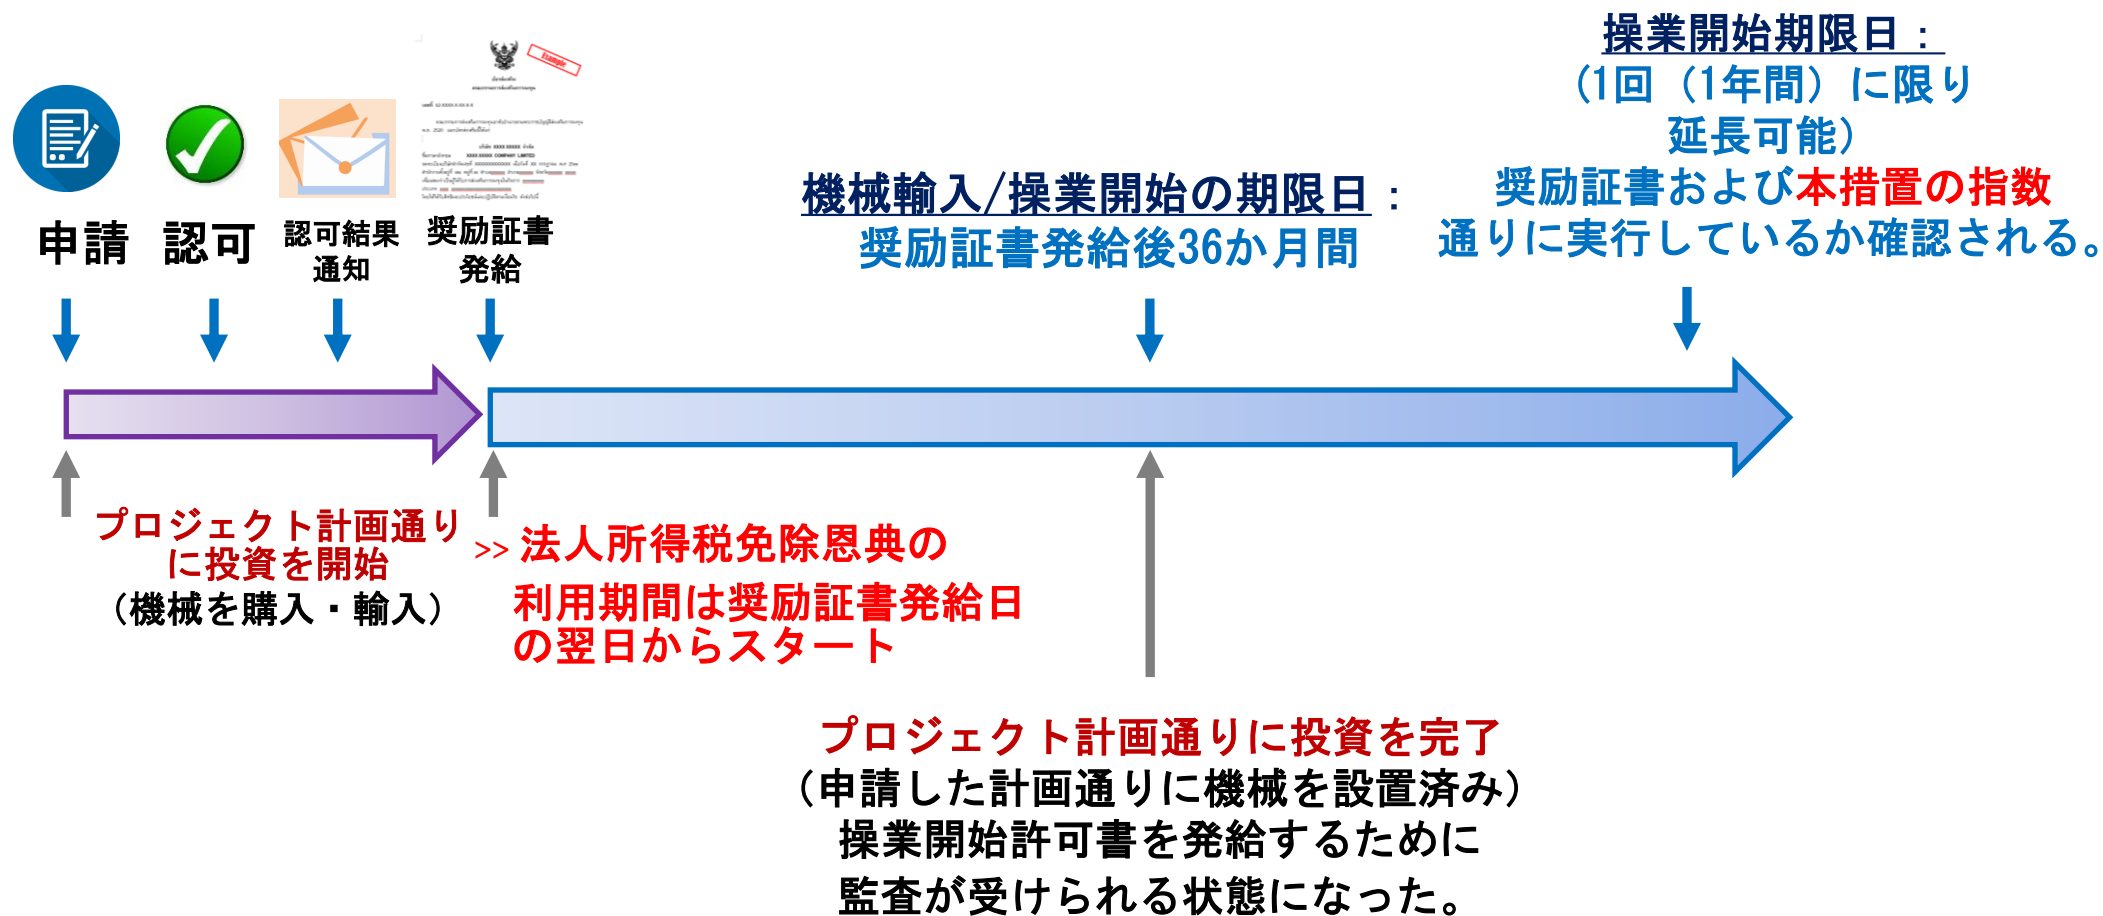 申請
認可
認可結果
通知
Example
奨励証書
発給
機械輸入/操業開始の期限日：
奨励証書発給後36か月間
操業開始期限日：
（1回（1年間）に限り
延長可能）
奨励証書および本措置の指数
通りに実行しているか確認される。
プロジェクト計画通り
に投資を開始
（機械を購入・輸入）
>> 法人所得税免除恩典の
利用期間は奨励証書発給日
の翌日からスタート
プロジェクト計画通りに投資を完了
（申請した計画通りに機械を設置済み）
操業開始許可書を発給するために
監査が受けられる状態になった。